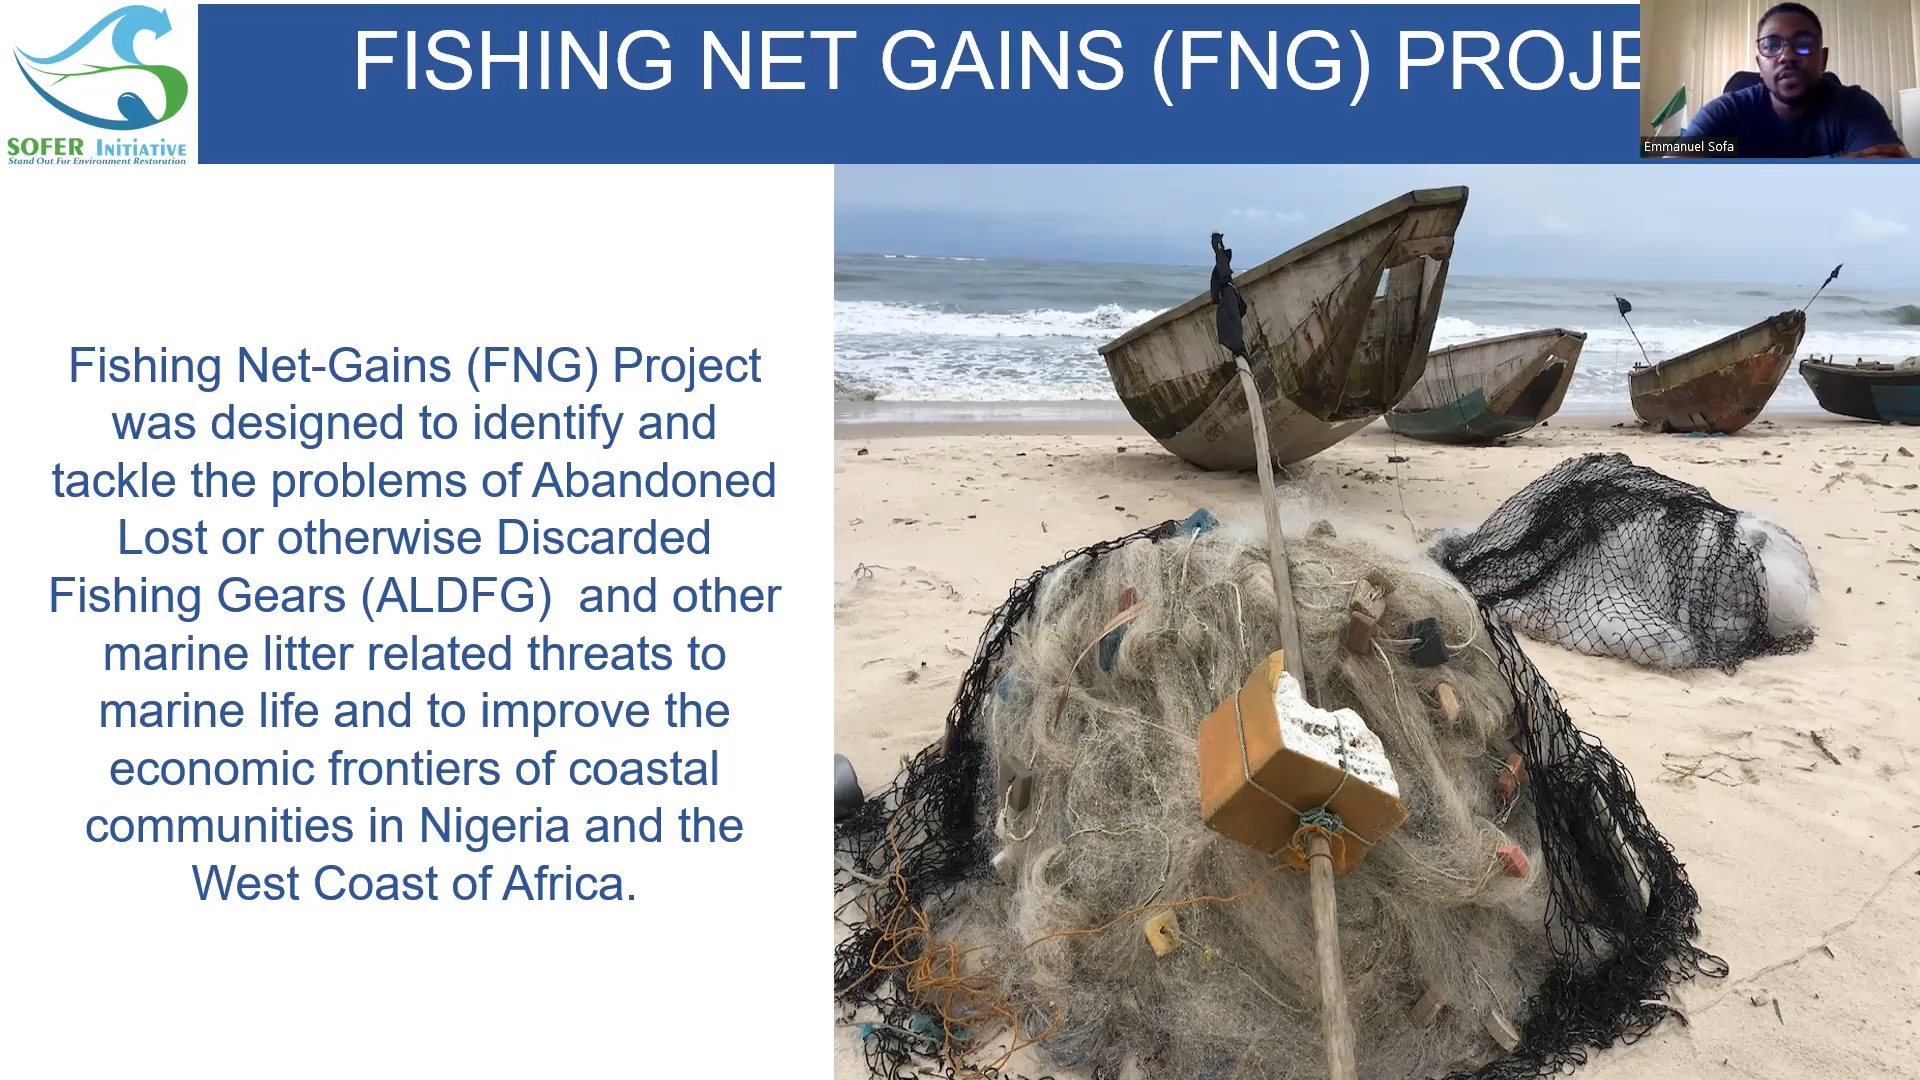 FISHING NET GAINS (FNG) PROJE
Emmanuel Sofa
SOFER INITIATIVE
Stand Out For Environment Restoration
Fishing Net-Gains (FNG) Project
was designed to identify and
tackle the problems of Abandoned
Lost or otherwise Discarded
Fishing Gears (ALDFG)  and other
marine litter related threats to
marine life and to improve the
economic frontiers of coastal
communities in Nigeria and the
West Coast of Africa.